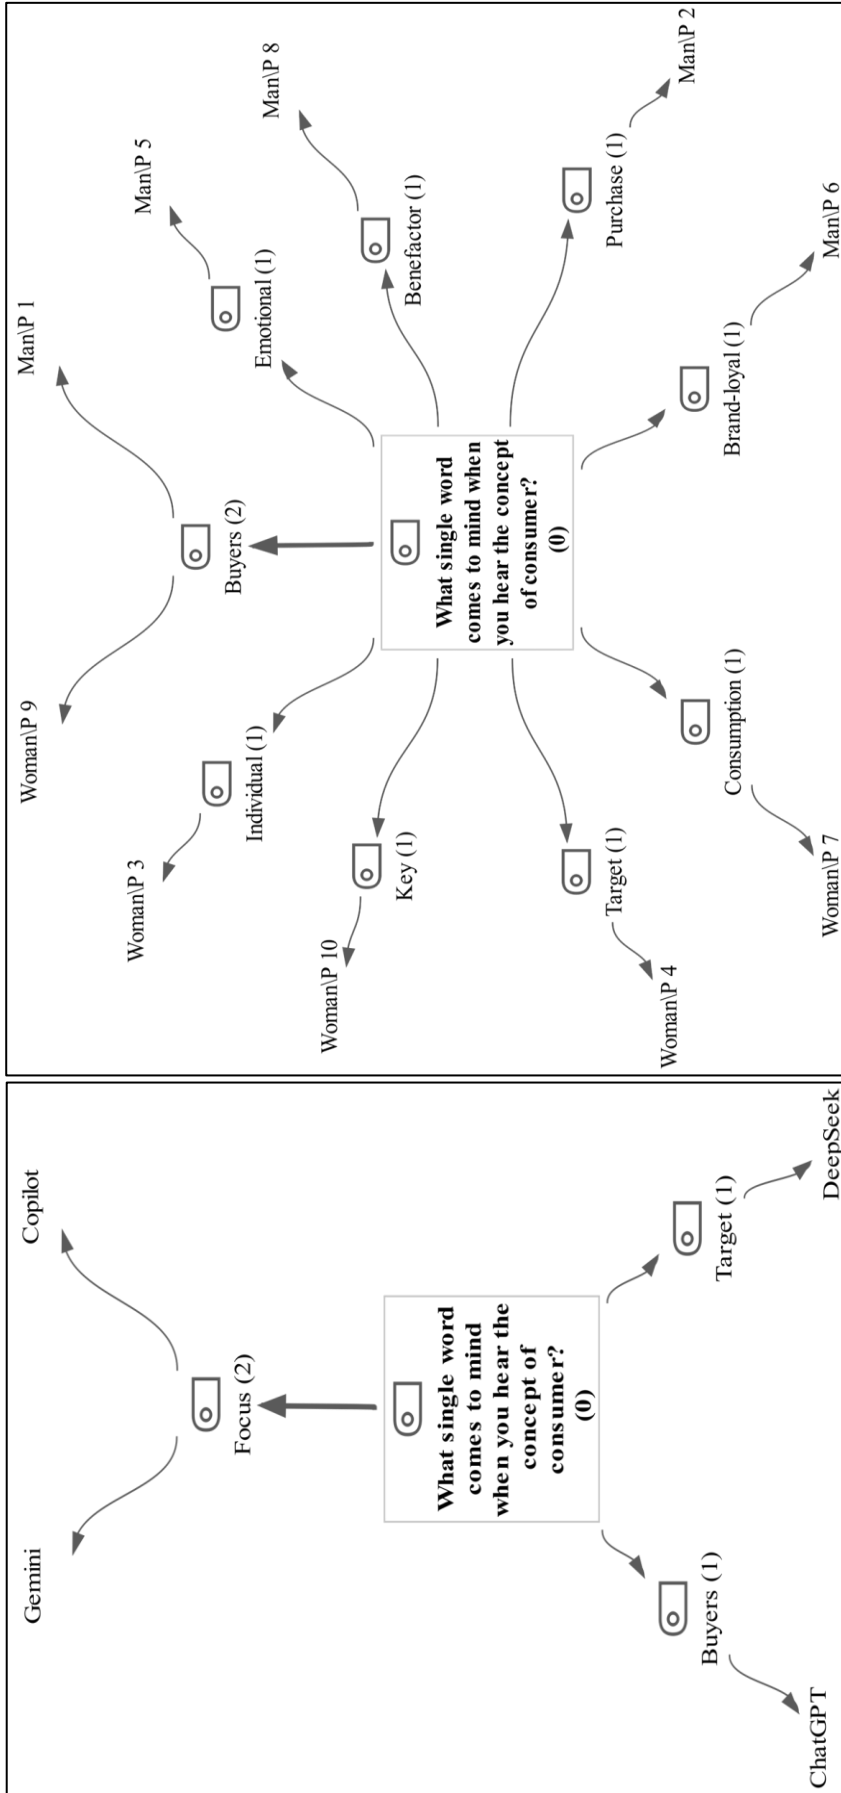 Gemini
Copilot
Focus (2)
What single word
comes to mind
when you hear the
concept of
consumer?
(0)
Buyers (1)
Target (1)
ChatGPT
DeepSeek
Woman\P 9
Man\P 1
Woman\P 3
Man\P 5
Buyers (2)
Individual (1)
Emotional (1)
Man\P 8
Woman\P 10
Key (1)
Benefactor (1)
What single word
comes to mind when
you hear the concept
of consumer?
(0)
Target (1)
Purchase (1)
Woman\P 4
Man\P 2
Consumption (1)
Brand-loyal (1)
Woman\P 7
Man\P 6